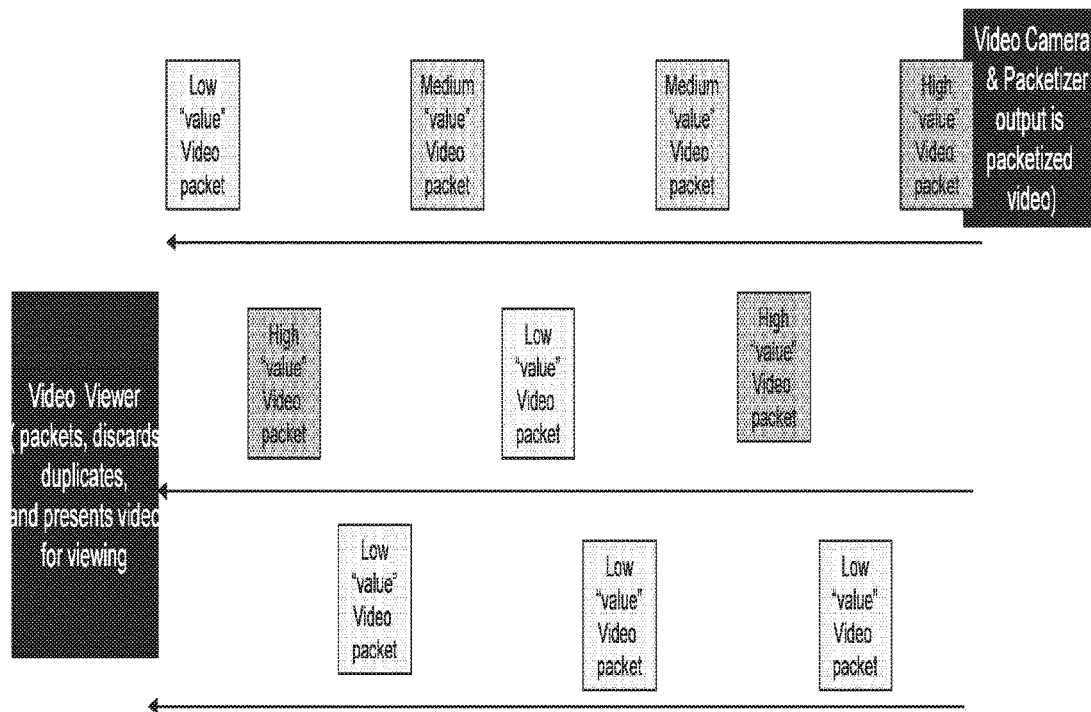 Low
"value"
Video
packet
Medium
"value"
Video
packet
Medium
"value"
Video
packet
High
"value"
Video
packet
Video Camera
& Packetizer
output is
packetized
video)
High
"value"
Video
packet
Low
"value"
Video
packet
High
"value"
Video
packet
Video Viewer
( packets, discards
duplicates,
and presents video
for viewing
Low
"value"
Video
packet
Low
"value"
Video
packet
Low
"value"
Video
packet